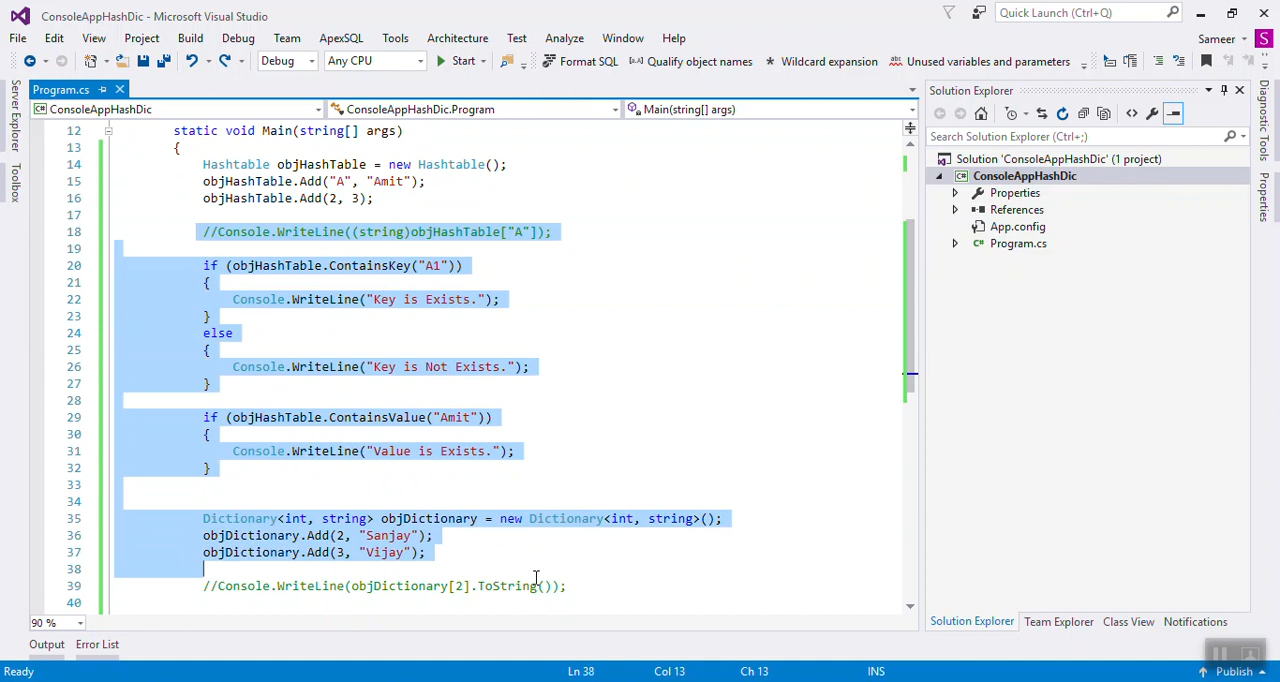 ConsoleAppHashDic - Microsoft Visual Studio
Quick Launch (Ctrl+Q)
File Edit View Project Build Debug Team ApexSQL Tools Architecture Test Analyze Window Help
Sameer S
Debug Any CPU Start Format SQL Qualify object names Wildcard expansion Unused variables and parameters
Server Explorer
Toolbox
Program.cs
ConsoleAppHashDic ConsoleAppHashDic.Program Main(string[] args)
12 static void Main(string[] args)
13 {
14 Hashtable objHashTable = new Hashtable();
15 objHashTable.Add("A", "Amit");
16 objHashTable.Add(2, 3);
17
18 //Console.WriteLine((string)objHashTable["A"]);
19
20 if (objHashTable.ContainsKey("A1"))
21 {
22 Console.WriteLine("Key is Exists.");
23 }
24 else
25 {
26 Console.WriteLine("Key is Not Exists.");
27 }
28
29 if (objHashTable.ContainsValue("Amit"))
30 {
31 Console.WriteLine("Value is Exists.");
32 }
33
34
35 Dictionary<int, string> objDictionary = new Dictionary<int, string>();
36 objDictionary.Add(2, "Sanjay");
37 objDictionary.Add(3, "Vijay");
38
39 //Console.WriteLine(objDictionary[2].ToString());
40
90 %
Solution Explorer
Search Solution Explorer (Ctrl+;)
Solution 'ConsoleAppHashDic' (1 project)
C# ConsoleAppHashDic
Properties
References
App.config
C# Program.cs
Solution Explorer Team Explorer Class View Notifications
Diagnostic Tools
Properties
Output Error List
Ready Ln 38 Col 13 Ch 13 INS Publish